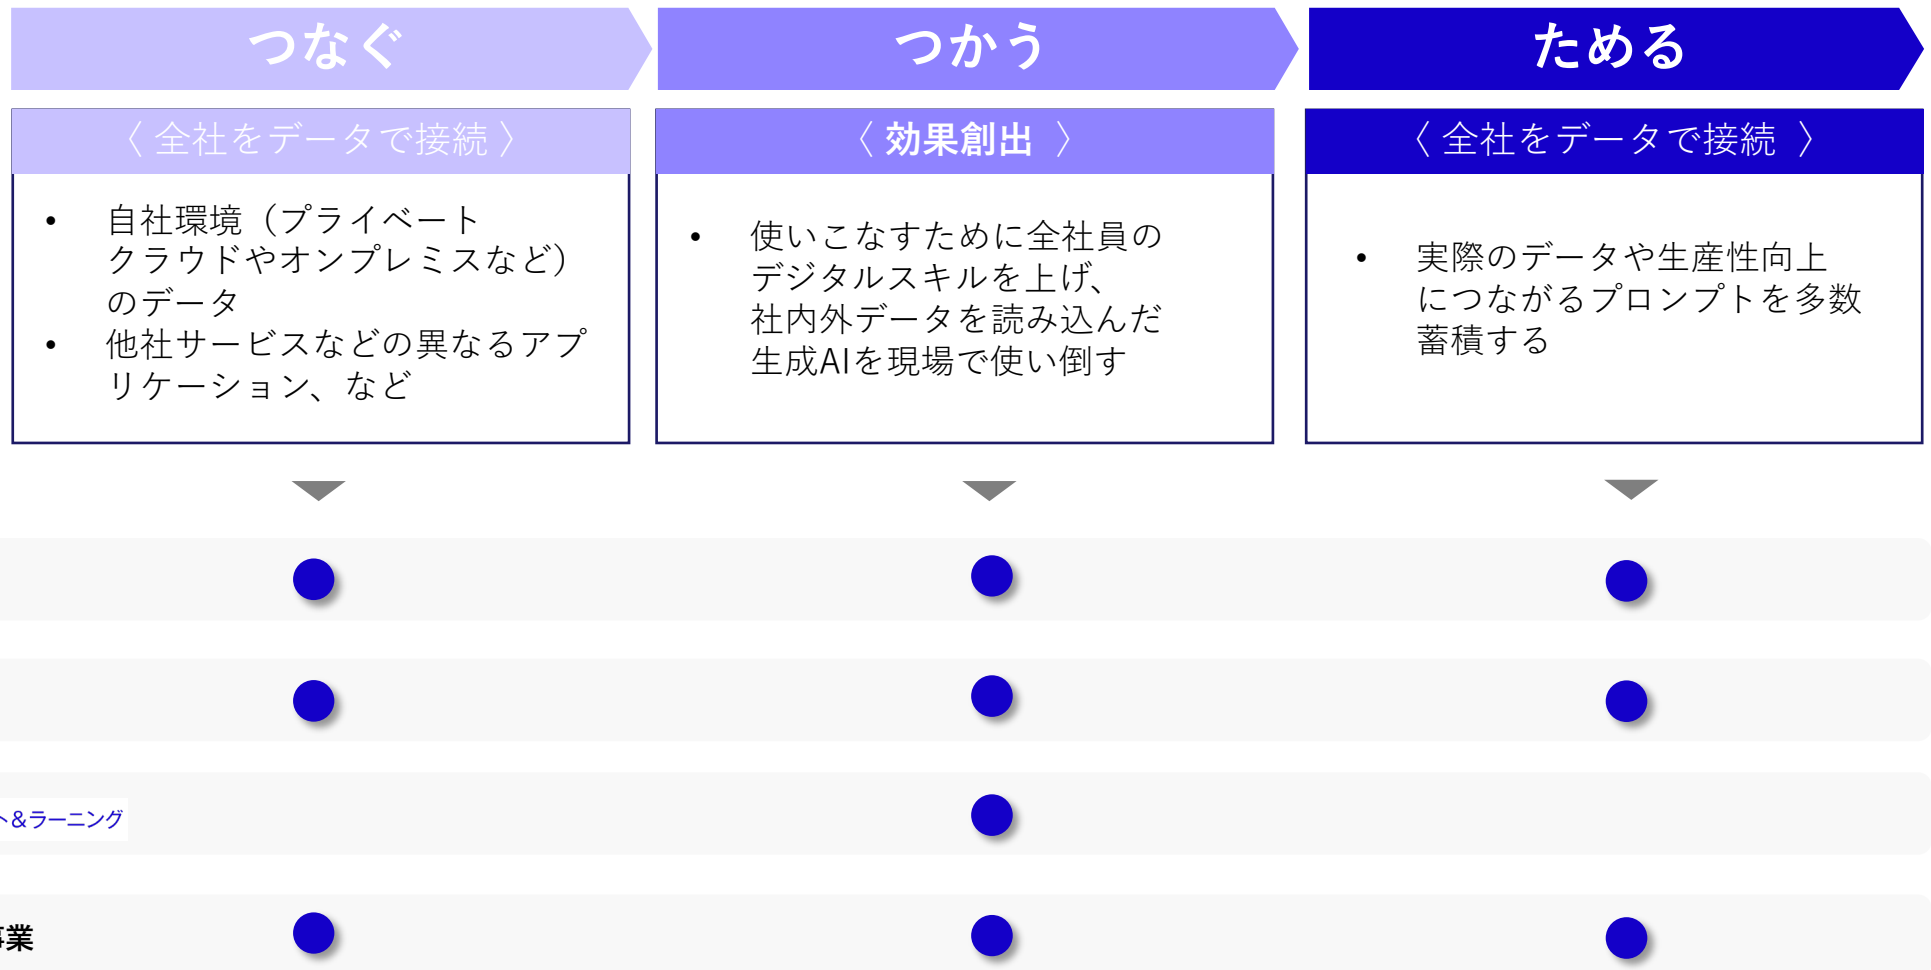 つなぐ
つかう
ためる
〈 全社をデータで接続 〉
• 自社環境（プライベート
クラウドやオンプレミスなど）
のデータ
• 他社サービスなどの異なるアプ
リケーション、など
〈 効果創出 〉
• 使いこなすために全社員の
デジタルスキルを上げ、
社内外データを読み込んだ
生成AIを現場で使い倒す
〈 全社をデータで接続 〉
• 実際のデータや生産性向上
につながるプロンプトを多数
蓄積する
ト&ラーニング
事業